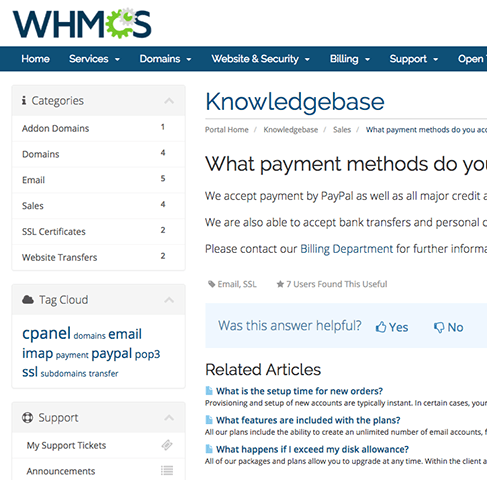 WHMCS
Home Services Domains Website & Security Billing Support Open
Categories
Addon Domains 1
Domains 4
Email 5
Sales 4
SSL Certificates 2
Website Transfers 2
Tag Cloud
cpanel domains email
imap payment paypal pop3
ssl subdomains transfer
Support
My Support Tickets
Announcements
Knowledgebase
Portal Home / Knowledgebase / Sales / What payment methods do you
What payment methods do
We accept payment by PayPal as well as all major credit
We are also able to accept bank transfers and personal
Please contact our Billing Department for further
Email, SSL 7 Users Found This Useful
Was this answer helpful? Yes No
Related Articles
What is the setup time for new orders?
Provisioning and setup of new accounts are typically instant. In certain cases,
What features are included with the plans?
All our plans include the ability to create an unlimited number of email accounts,
What happens if I exceed my disk allowance?
All of our packages and plans allow you to upgrade at any time. Within the client